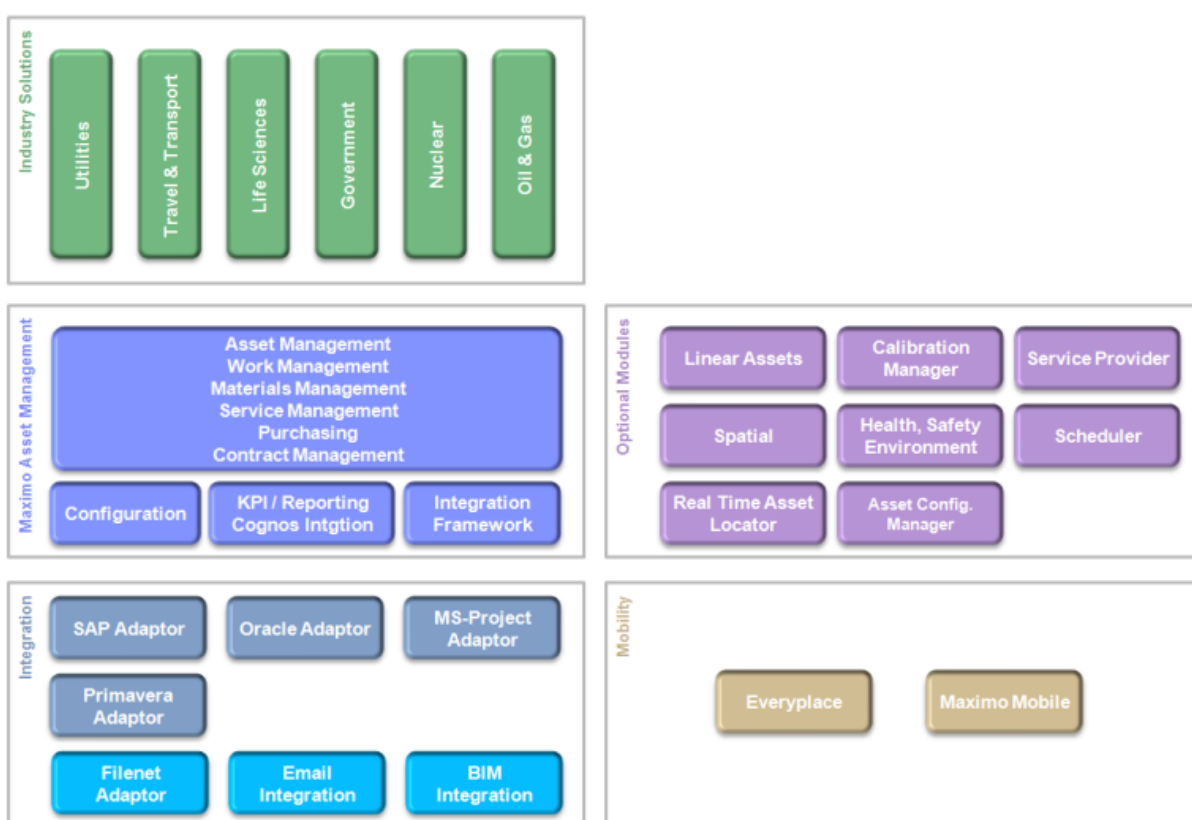 Industry Solutions
Utilities
Travel & Transport
Life Sciences
Government
Nuclear
Oil & Gas
Maximo Asset Management
Asset Management
Work Management
Materials Management
Service Management
Purchasing
Contract Management
Configuration
KPI / Reporting
Cognos Intgtion
Integration
Framework
Optional Modules
Linear Assets
Calibration
Manager
Service Provider
Spatial
Health, Safety
Environment
Scheduler
Real Time Asset
Locator
Asset Config.
Manager
Integration
SAP Adaptor
Oracle Adaptor
MS-Project
Adaptor
Primavera
Adaptor
Filenet
Adaptor
Email
Integration
BIM
Integration
Mobility
Everyplace
Maximo Mobile